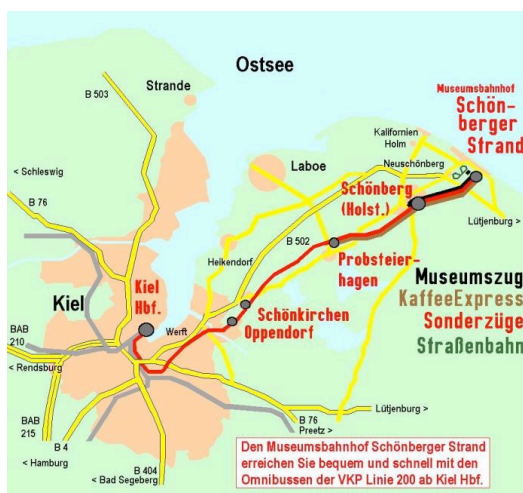 Ostsee
B 503
Strande
Museumsbahnhof
Schön-
berger
Strand
Kalifornien
Holm
Laboe
Neuschönberg
< Schleswig
Schönberg
(Holst.)
B 76
Lütjenburg >
B 502
Heikendorf
Probsteier-
hagen
Museumszug
KaffeeExpress
Sonderzüge
Straßenbahn
Kiel
Kiel
Hbf.
Schönkirchen
Oppendorf
Werft
BAB
210
< Rendsburg
BAB
215
B 4
< Hamburg
B 404
< Bad Segeberg
B 76
Preetz >
Lütjenburg >
Den Museumsbahnhof Schönberger Strand
erreichen Sie bequem und schnell mit den
Omnibussen der VKP Linie 200 ab Kiel Hbf.